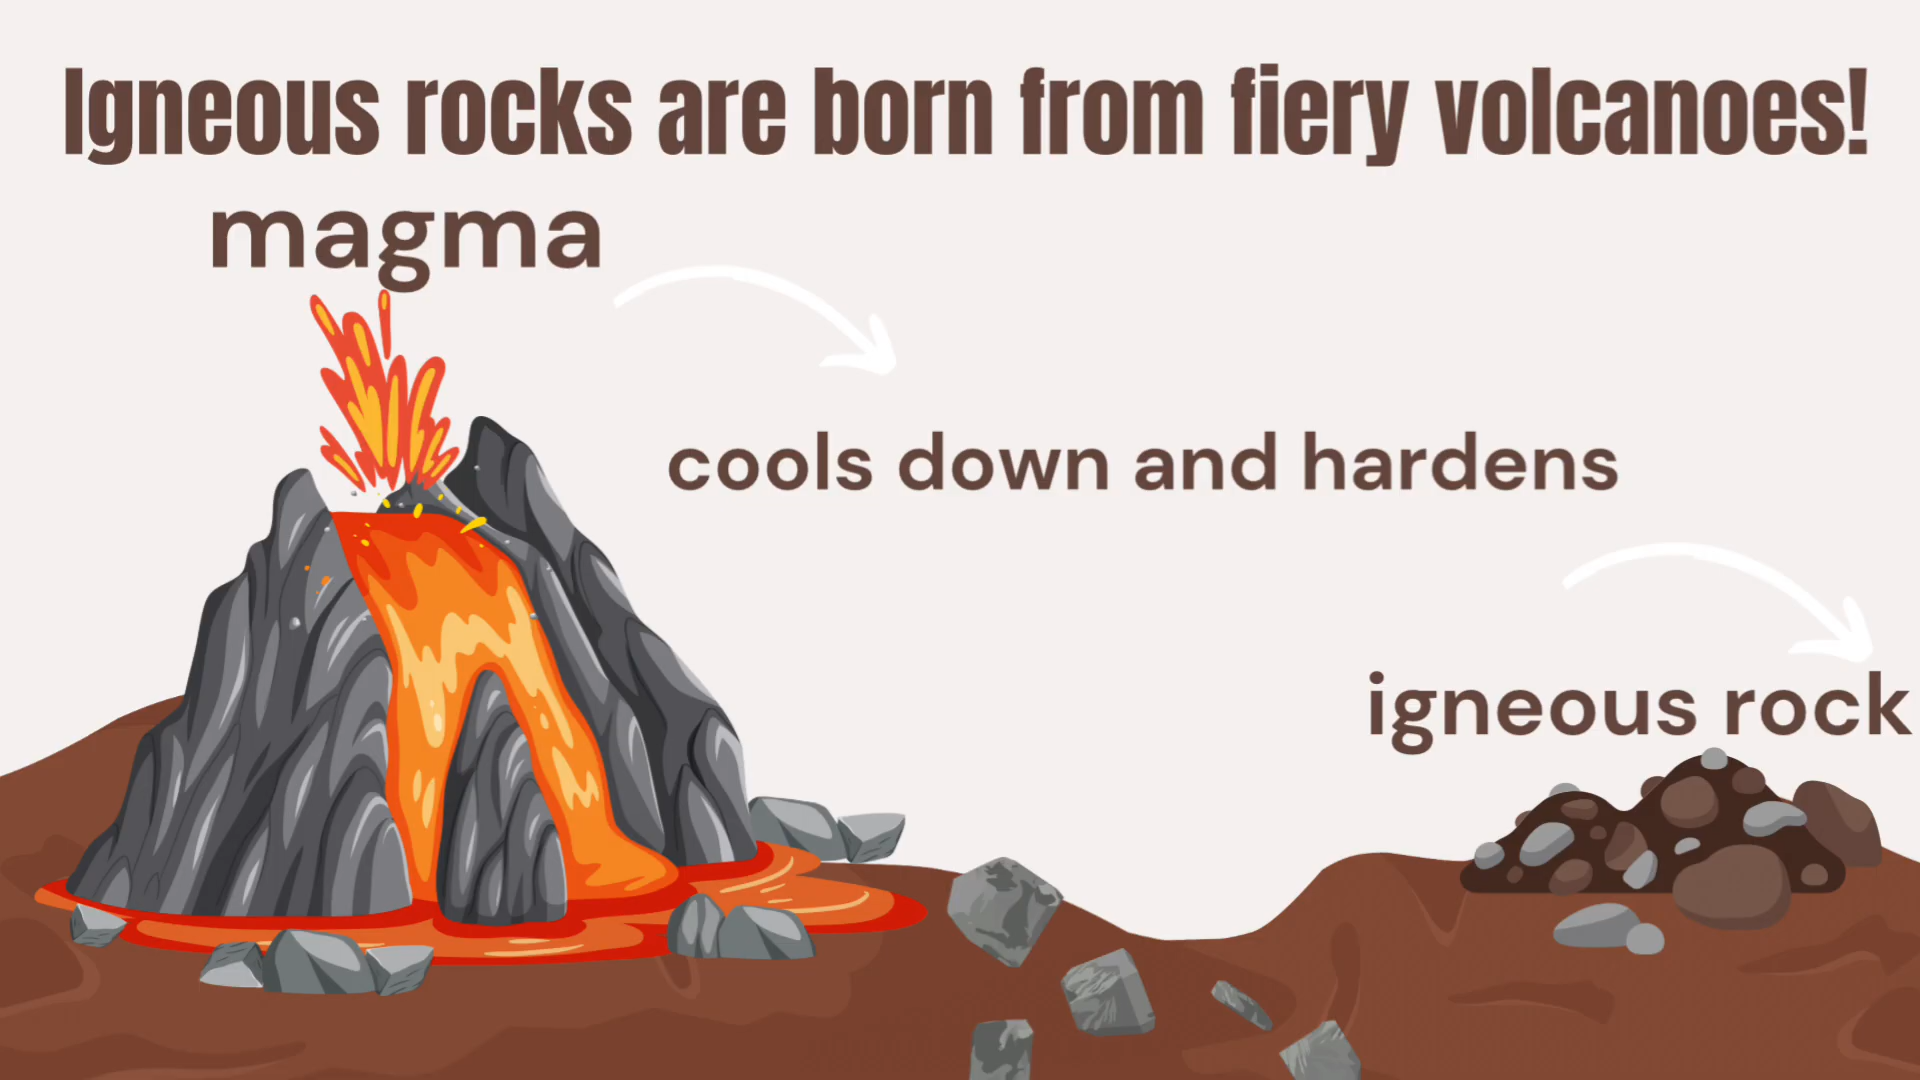 Igneous rocks are born from fiery volcanoes!
magma
cools down and hardens
igneous rock